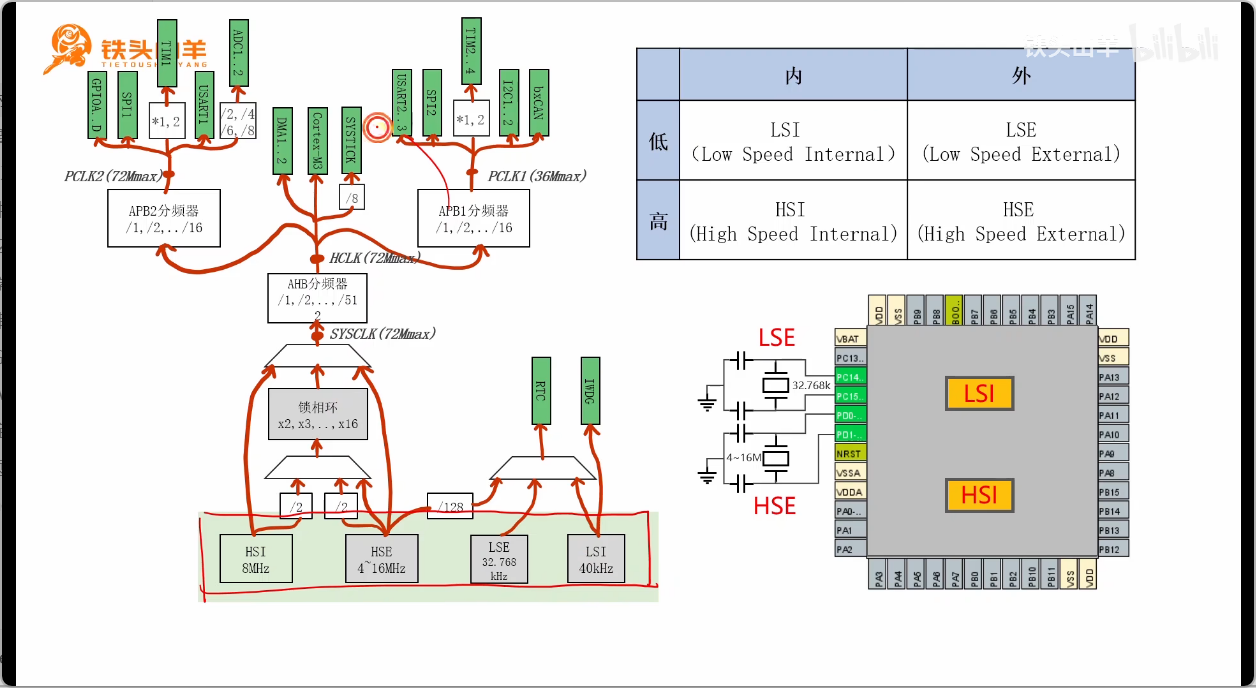 铁头山羊
TIETOUSHANYANG
铁头山羊 bilibili
TIM1
ADC1..2
GPIOA..D
SPI1
*1,2
USART1
/2,/4
/6,/8
PCLK2(72Mmax)
APB2分频器
/1,/2,../16
DMA1..2
Cortex-M3
SYSTICK
/8
TIM2..4
USART2..3
SPI2
*1,2
I2C1..2
bxCAN
PCLK1(36Mmax)
APB1分频器
/1,/2,../16
HCLK(72Mmax)
AHB分频器
/1,/2,..,/51
2
SYSCLK(72Mmax)
锁相环
x2,x3,..,x16
RTC
IWDG
/2
/2
/128
HSI
8MHz
HSE
4~16MHz
LSE
32.768
kHz
LSI
40kHz
内
外
低
LSI
(Low Speed Internal)
LSE
(Low Speed External)
高
HSI
(High Speed Internal)
HSE
(High Speed External)
VDD
VSS
PB9
PB8
BOO..
PB7
PB6
PB5
PB4
PB3
PA15
PA14
LSE
32.768k
4~16M
HSE
VBAT
PC13..
PC14..
PC15..
PD0-..
PD1-..
NRST
VSSA
VDDA
PA0-..
PA1
PA2
LSI
HSI
VDD
VSS
PA13
PA12
PA11
PA10
PA9
PA8
PB15
PB14
PB13
PB12
PA3
PA4
PA5
PA6
PA7
PB0
PB1
PB2
PB10
PB11
VSS
VDD